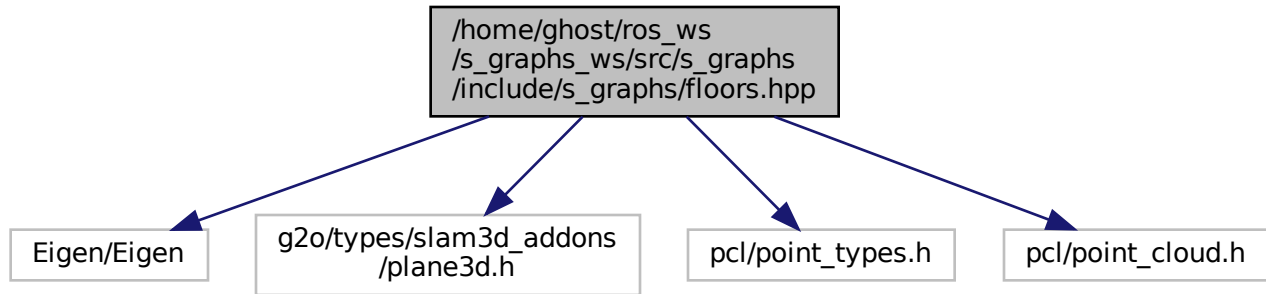 /home/ghost/ros_ws
/s_graphs_ws/src/s_graphs
/include/s_graphs/floors.hpp
Eigen/Eigen
g2o/types/slam3d_addons
/plane3d.h
pcl/point_types.h
pcl/point_cloud.h